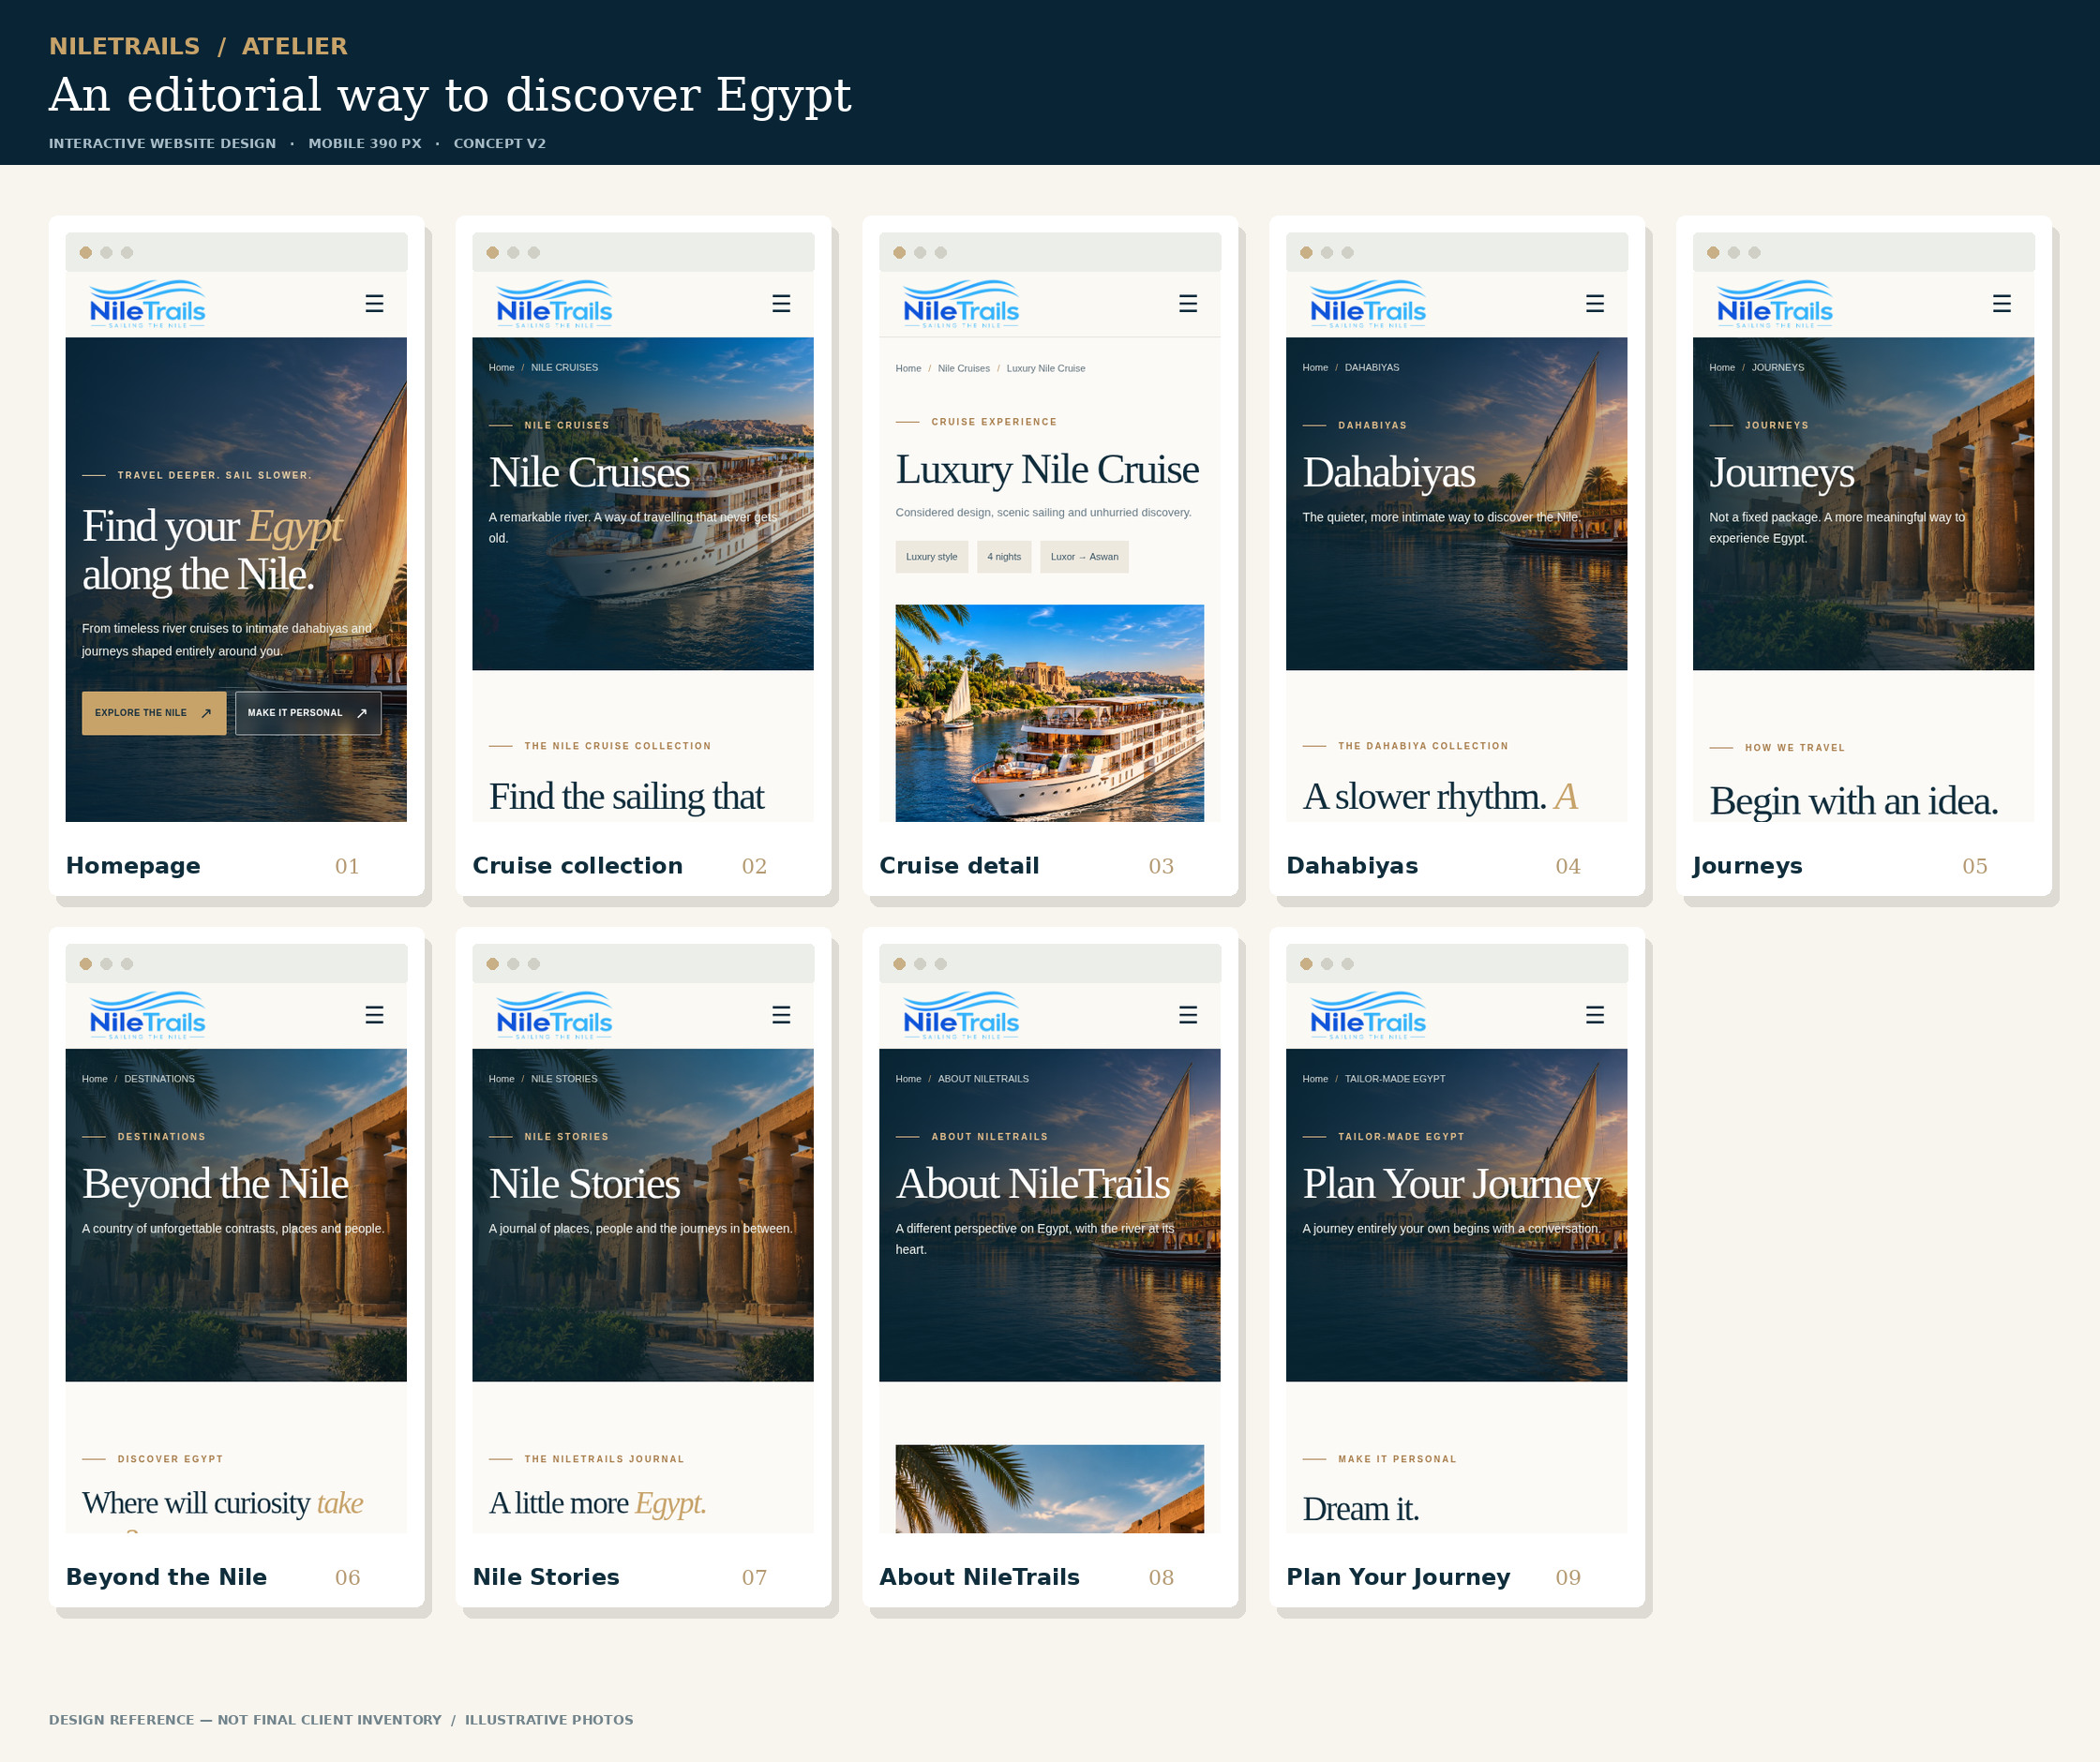 NILETRAILS / ATELIER
An editorial way to discover Egypt
INTERACTIVE WEBSITE DESIGN · MOBILE 390 PX · CONCEPT V2
NileTrails
SAILING THE NILE
☰
TRAVEL DEEPER. SAIL SLOWER.
Find your Egypt
along the Nile.
From timeless river cruises to intimate dahabiyas and
journeys shaped entirely around you.
EXPLORE THE NILE ↗
MAKE IT PERSONAL ↗
Homepage 01
NileTrails
SAILING THE NILE
☰
Home / NILE CRUISES
NILE CRUISES
Nile Cruises
A remarkable river. A way of travelling that never gets
old.
THE NILE CRUISE COLLECTION
Find the sailing that
Cruise collection 02
NileTrails
SAILING THE NILE
☰
Home / Nile Cruises / Luxury Nile Cruise
CRUISE EXPERIENCE
Luxury Nile Cruise
Considered design, scenic sailing and unhurried discovery.
Luxury style
4 nights
Luxor → Aswan
Cruise detail 03
NileTrails
SAILING THE NILE
☰
Home / DAHABIYAS
DAHABIYAS
Dahabiyas
The quieter, more intimate way to discover the Nile.
THE DAHABIYA COLLECTION
A slower rhythm. A
Dahabiyas 04
NileTrails
SAILING THE NILE
☰
Home / JOURNEYS
JOURNEYS
Journeys
Not a fixed package. A more meaningful way to
experience Egypt.
HOW WE TRAVEL
Begin with an idea.
Journeys 05
NileTrails
SAILING THE NILE
☰
Home / DESTINATIONS
DESTINATIONS
Beyond the Nile
A country of unforgettable contrasts, places and people.
DISCOVER EGYPT
Where will curiosity take
Beyond the Nile 06
NileTrails
SAILING THE NILE
☰
Home / NILE STORIES
NILE STORIES
Nile Stories
A journal of places, people and the journeys in between.
THE NILETRAILS JOURNAL
A little more Egypt.
Nile Stories 07
NileTrails
SAILING THE NILE
☰
Home / ABOUT NILETRAILS
ABOUT NILETRAILS
About NileTrails
A different perspective on Egypt, with the river at its
heart.
About NileTrails 08
NileTrails
SAILING THE NILE
☰
Home / TAILOR-MADE EGYPT
TAILOR-MADE EGYPT
Plan Your Journey
A journey entirely your own begins with a conversation.
MAKE IT PERSONAL
Dream it.
Plan Your Journey 09
DESIGN REFERENCE — NOT FINAL CLIENT INVENTORY / ILLUSTRATIVE PHOTOS